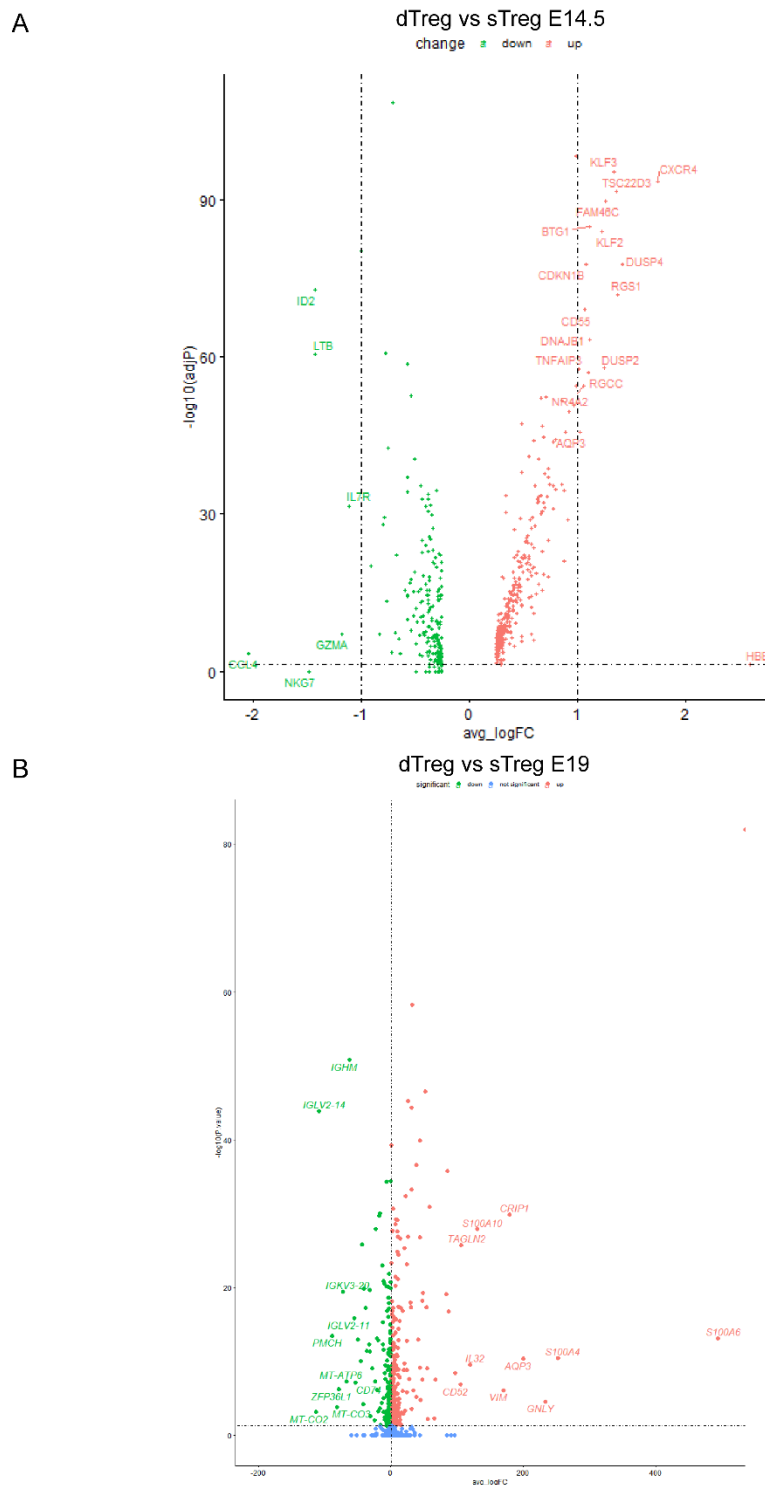 A
dTreg vs sTreg E14.5
change down up
KLF3
CXCR4
TSC22D3
90
FAM46C
BTG1
KLF2
DUSP4
CDKN1B
RGS1
ID2
CD55
DNAJB1
LTB
TNFAIP3
DUSP2
60
RGCC
NR4A2
-log10(adjP)
AQP3
IL7R
30
GZMA
CCL4
HBB
NKG7
0
-2 -1 0 1 2
avg_logFC
B
dTreg vs sTreg E19
significant down not significant up
80
60
IGHM
IGLV2-14
40
-log10(P.value)
CRIP1
S100A10
TAGLN2
20
IGKV3-20
IGLV2-11
PMCH
S100A6
IL32
S100A4
AQP3
MT-ATP6
CD74
CD52
VIM
ZFP36L1
GNLY
MT-CO3
MT-CO2
0
-200 0 200 400
avg_logFC